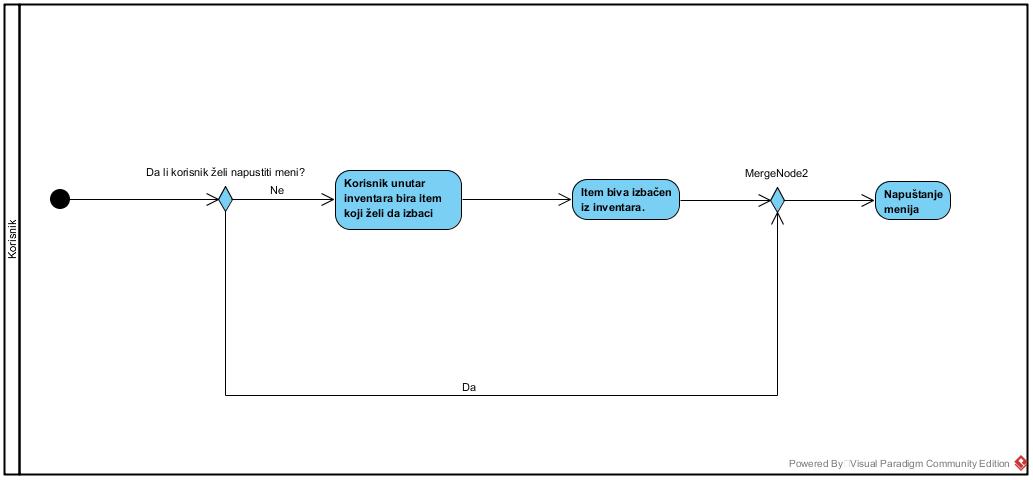 Korisnik
Da li korisnik želi napustiti meni?
Ne
Korisnik unutar
inventara bira item
koji želi da izbaci
Item biva izbačen
iz inventara.
MergeNode2
Napuštanje
menija
Da
Powered By Visual Paradigm Community Edition